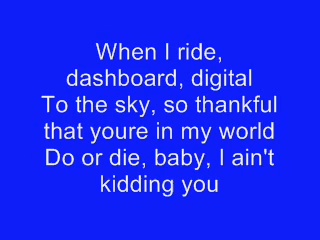 When I ride,
dashboard, digital
To the sky, so thankful
that youre in my world
Do or die, baby, I ain't
kidding you